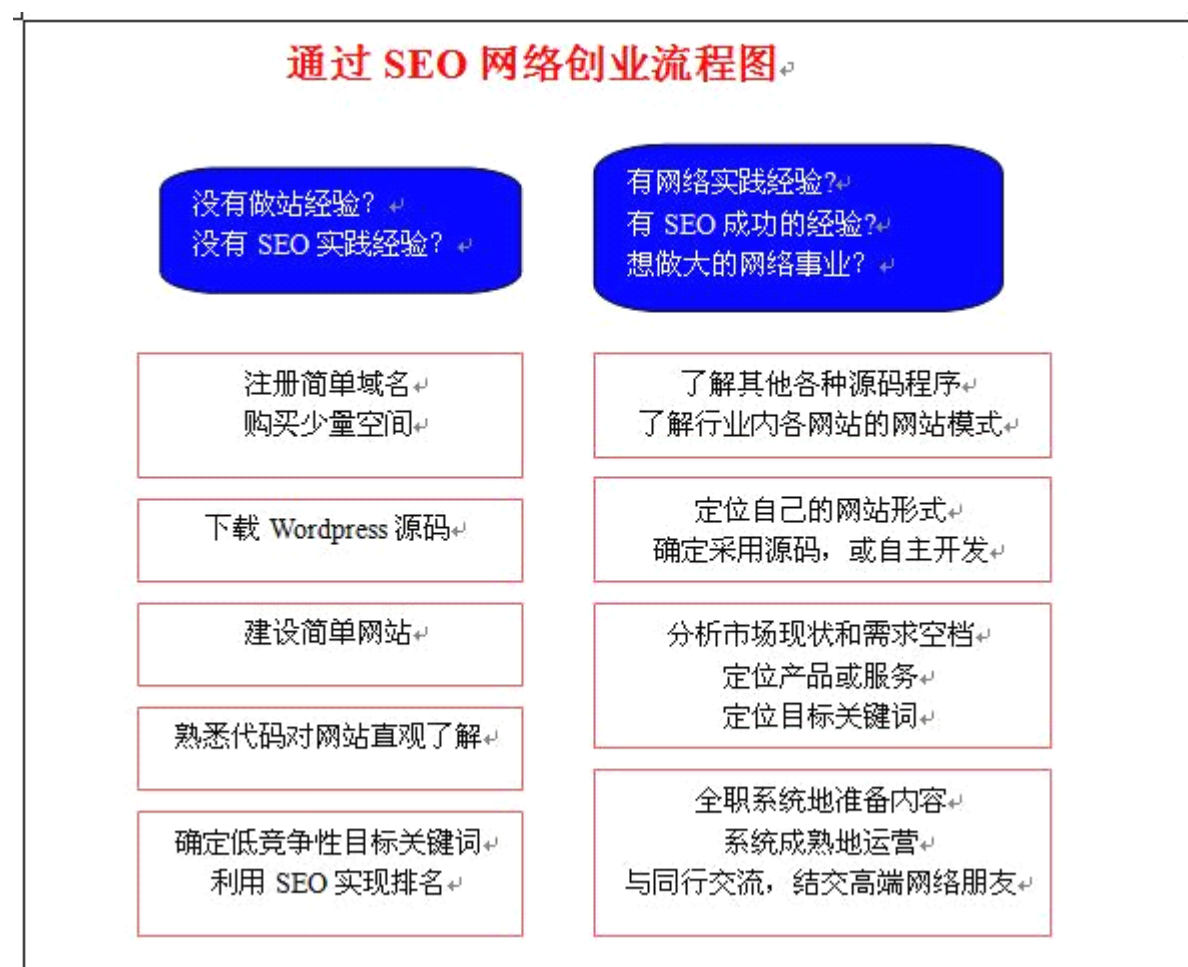 通过 SEO 网络创业流程图
没有做站经验？
没有 SEO 实践经验？
有网络实践经验?
有 SEO 成功的经验?
想做大的网络事业？
注册简单域名
购买少量空间
下载 Wordpress 源码
建设简单网站
熟悉代码对网站直观了解
确定低竞争性目标关键词
利用 SEO 实现排名
了解其他各种源码程序
了解行业内各网站的网站模式
定位自己的网站形式
确定采用源码，或自主开发
分析市场现状和需求空档
定位产品或服务
定位目标关键词
全职系统地准备内容
系统成熟地运营
与同行交流，结交高端网络朋友